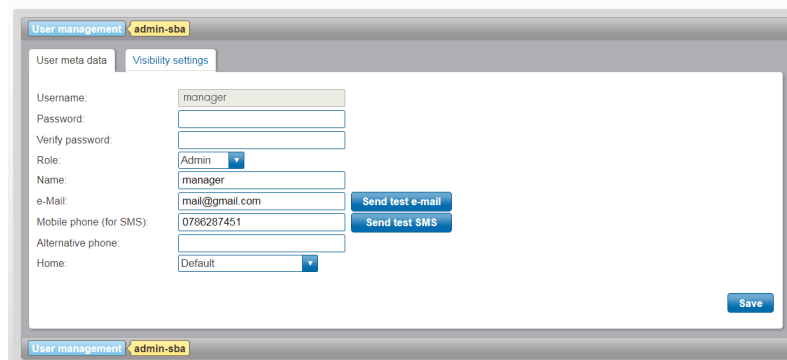 User management admin-sba
User meta data Visibility settings
Username: manager
Password:
Verify password:
Role: Admin
Name: manager
e-Mail: mail@gmail.com Send test e-mail
Mobile phone (for SMS): 0786287451 Send test SMS
Alternative phone:
Home: Default
Save
User management admin-sba